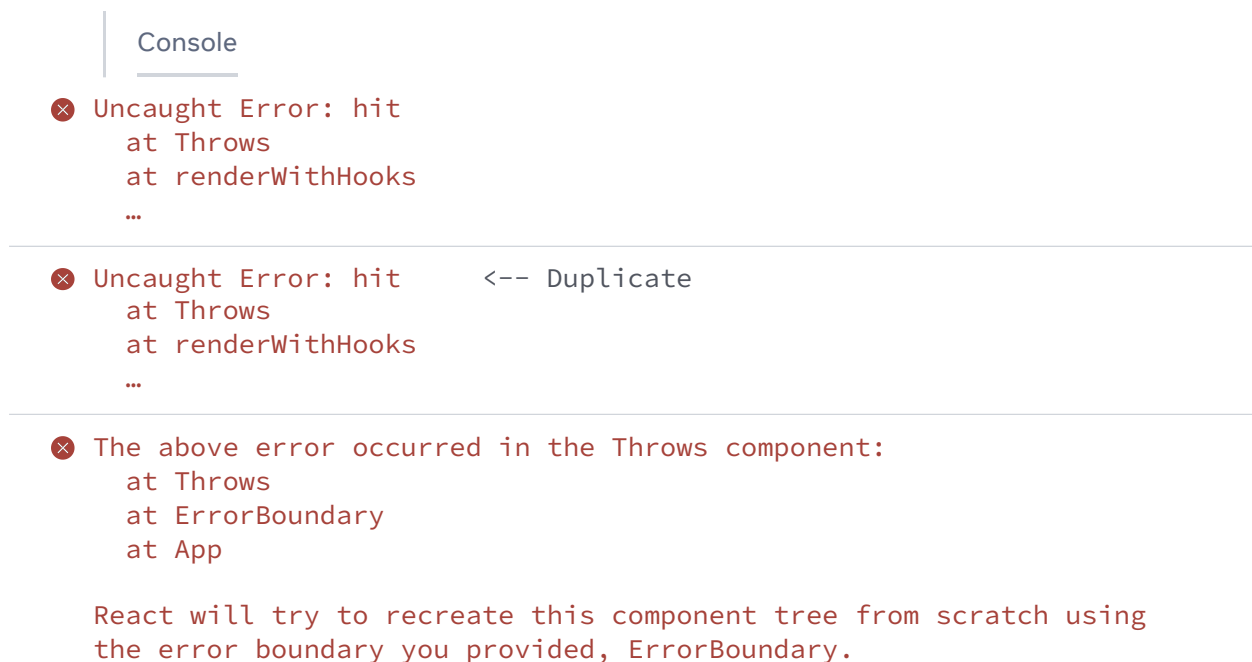 Console
Uncaught Error: hit
at Throws
at renderWithHooks
…
Uncaught Error: hit <-- Duplicate
at Throws
at renderWithHooks
…
The above error occurred in the Throws component:
at Throws
at ErrorBoundary
at App
React will try to recreate this component tree from scratch using
the error boundary you provided, ErrorBoundary.